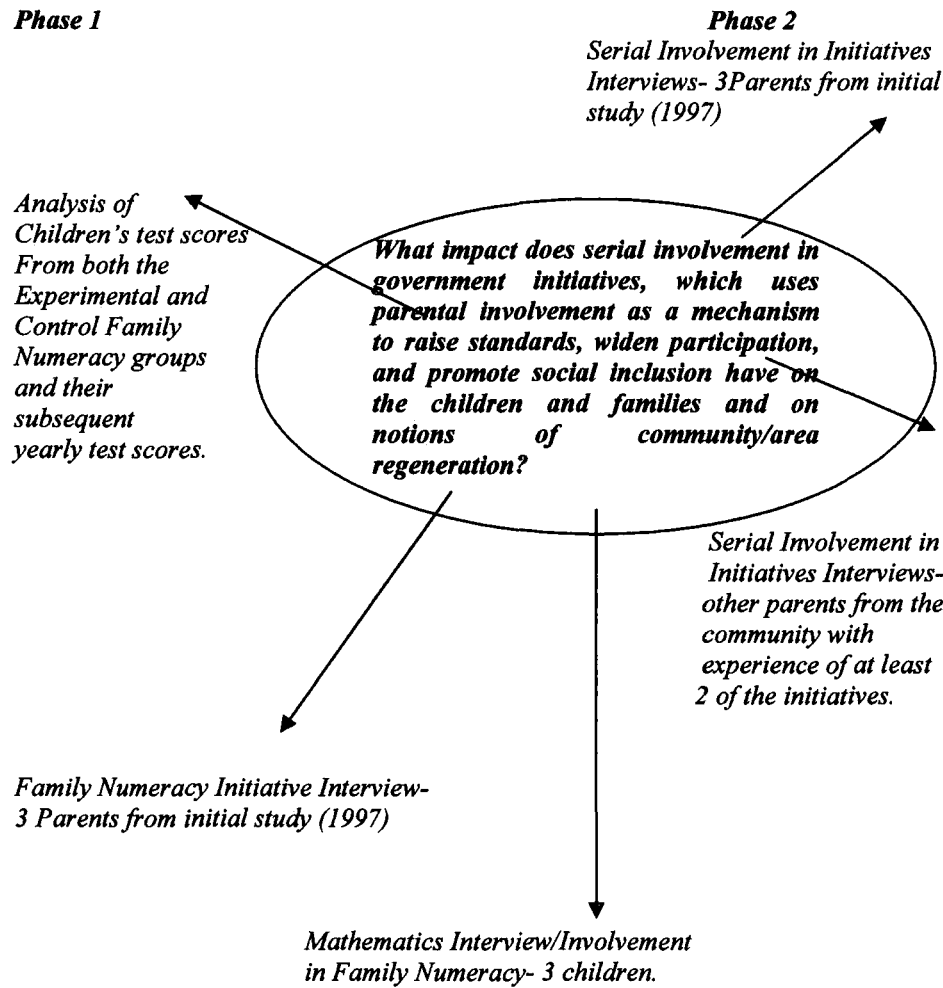 Phase 1
Phase 2
Serial Involvement in Initiatives
Interviews- 3Parents from initial
study (1997)
Analysis of
Children's test scores
From both the
Experimental and
Control Family
Numeracy groups
and their
subsequent
yearly test scores.
What impact does serial involvement in
government initiatives, which uses
parental involvement as a mechanism
to raise standards, widen participation,
and promote social inclusion have on
the children and families and on
notions of community/area
regeneration?
Serial Involvement in
Initiatives Interviews-
other parents from the
community with
experience of at least
2 of the initiatives.
Family Numeracy Initiative Interview-
3 Parents from initial study (1997)
Mathematics Interview/Involvement
in Family Numeracy- 3 children.